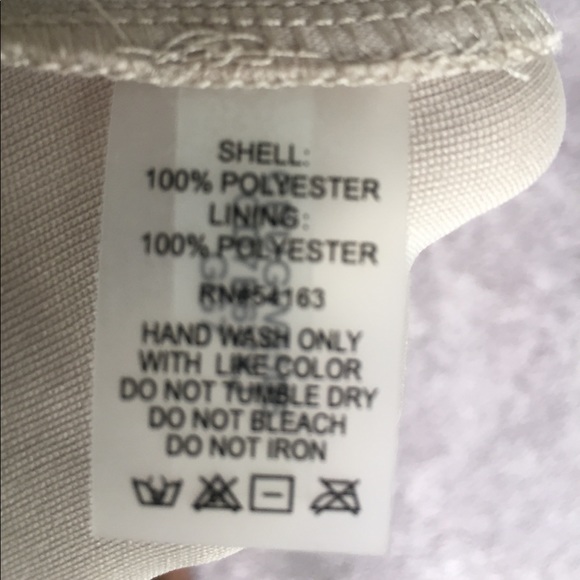 SHELL:
100% POLYESTER
LINING:
100% POLYESTER
RN#54163
HAND WASH ONLY
WITH LIKE COLOR
DO NOT TUMBLE DRY
DO NOT BLEACH
DO NOT IRON